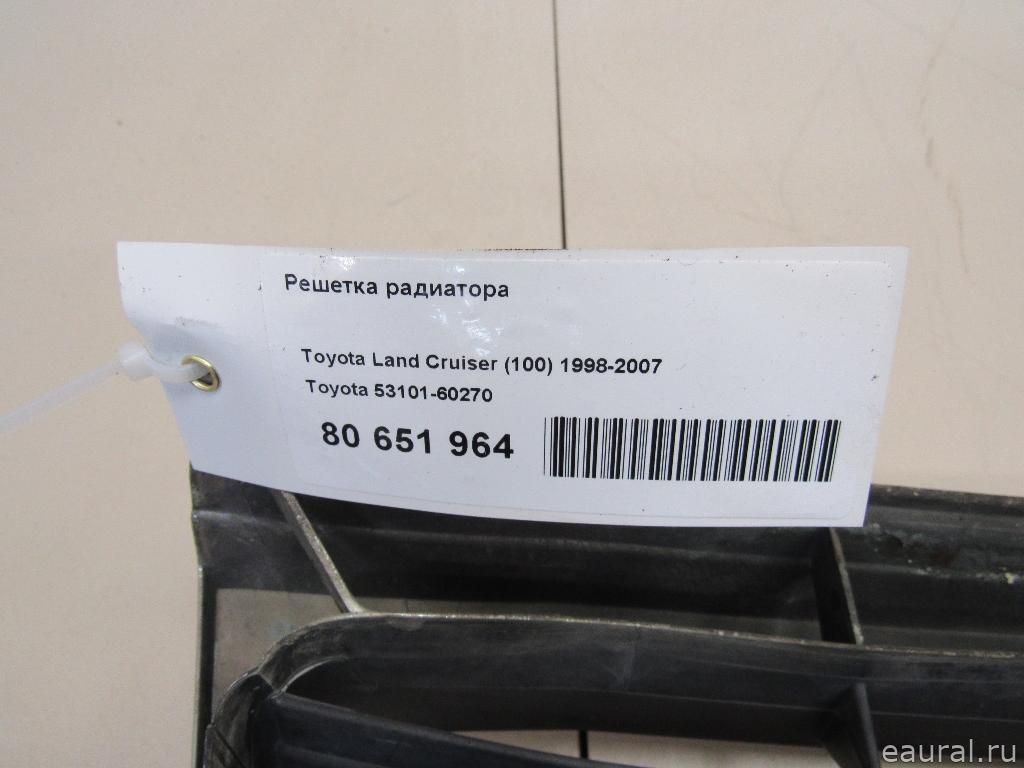 Решетка радиатора
Toyota Land Cruiser (100) 1998-2007
Toyota 53101-60270
80 651 964
eaural.ru